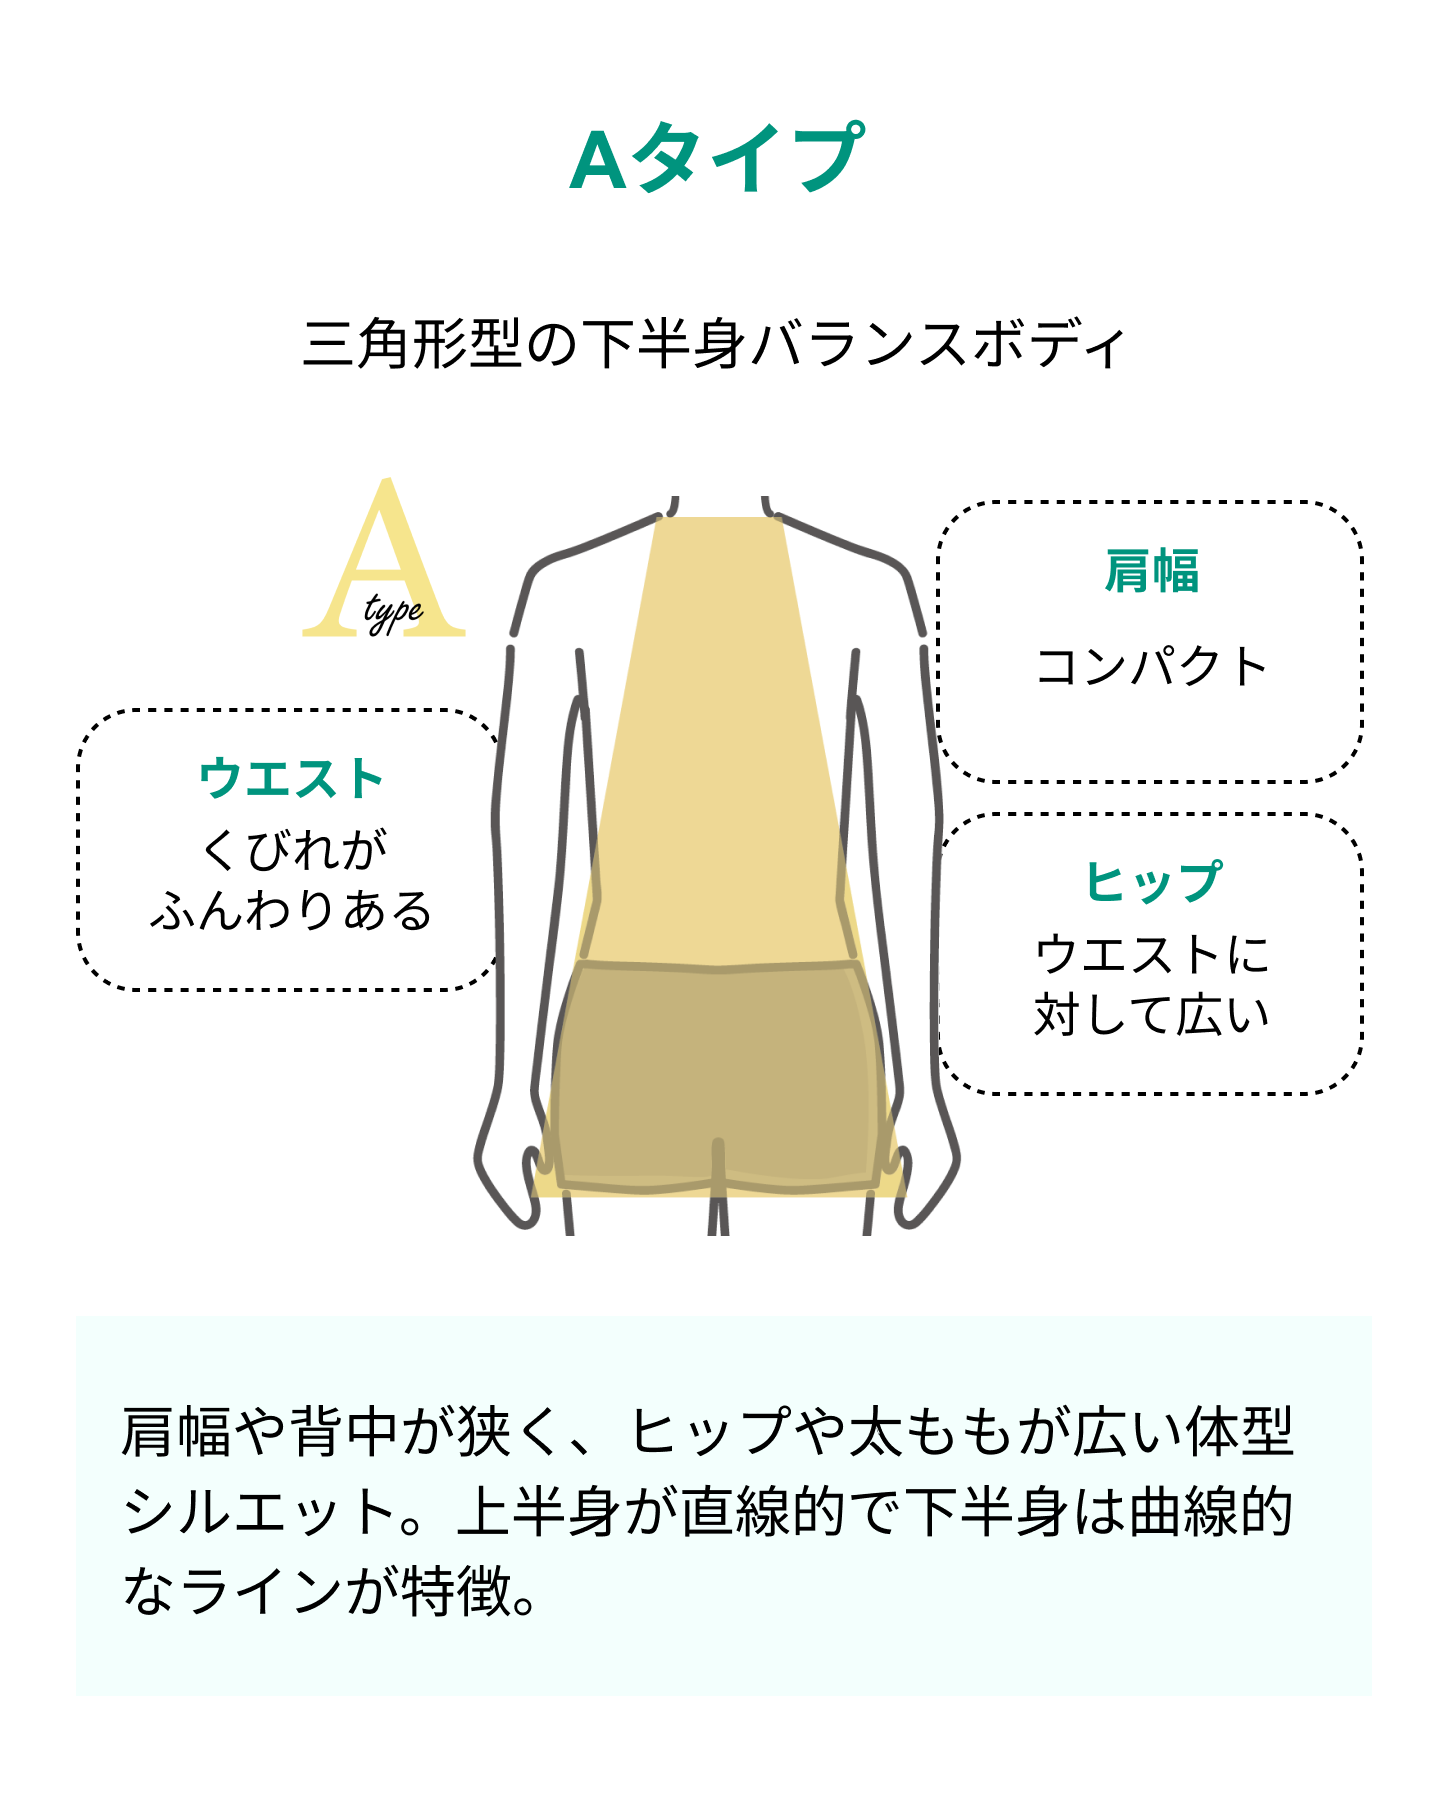 Aタイプ
三角形型の下半身バランスボディ
A
type
肩幅
コンパクト
ウエスト
くびれが
ふんわりある
ヒップ
ウエストに
対して広い
肩幅や背中が狭く、ヒップや太ももが広い体型
シルエット。上半身が直線的で下半身は曲線的
なラインが特徴。